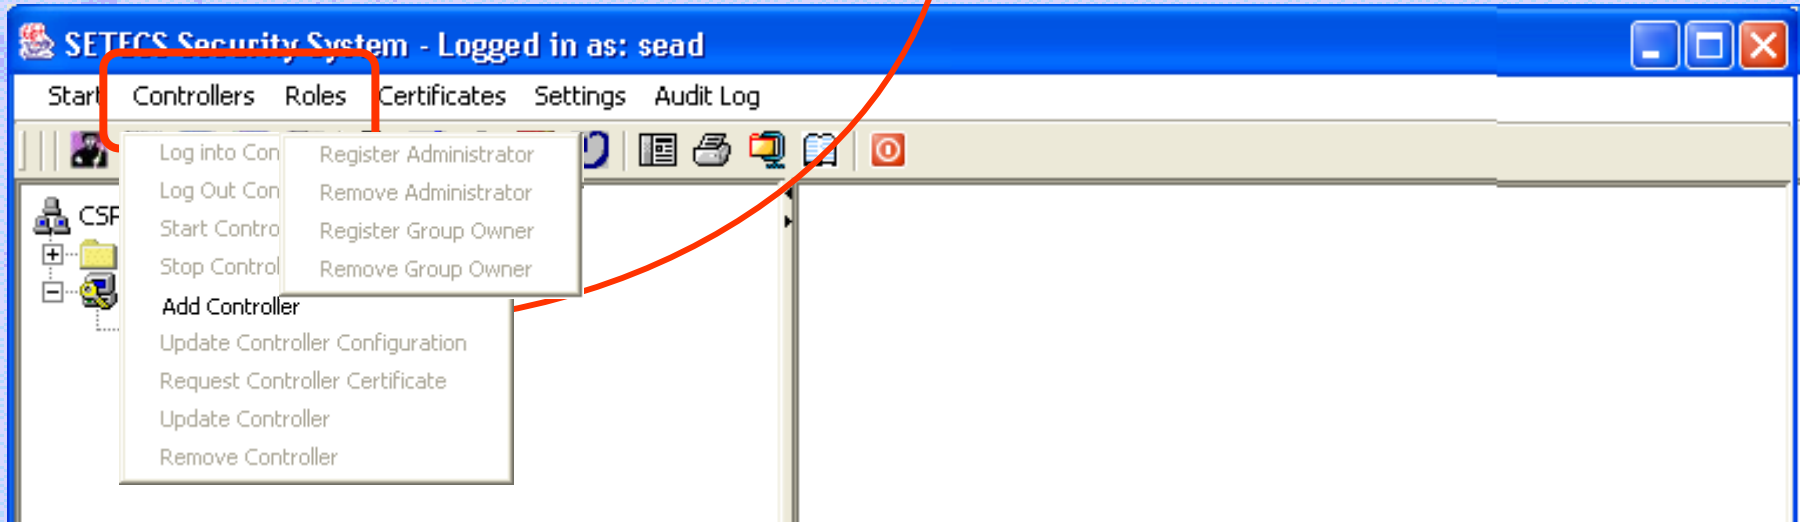 SETECS Security System - Logged in as: sead
Start Controllers Roles Certificates Settings Audit Log
Log into Con
Log Out Con
Start Contro
Stop Control
Add Controller
Update Controller Configuration
Request Controller Certificate
Update Controller
Remove Controller
Register Administrator
Remove Administrator
Register Group Owner
Remove Group Owner